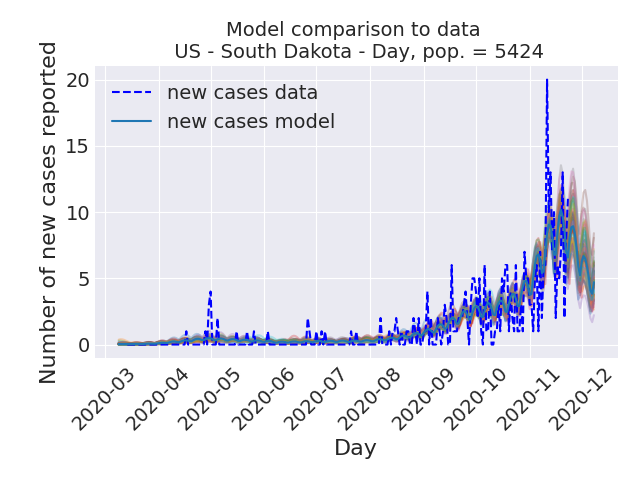 Model comparison to data
US - South Dakota - Day, pop. = 5424
Number of new cases reported
20
15
10
5
0
new cases data
new cases model
2020-03
2020-04
2020-05
2020-06
2020-07
2020-08
2020-09
2020-10
2020-11
2020-12
Day